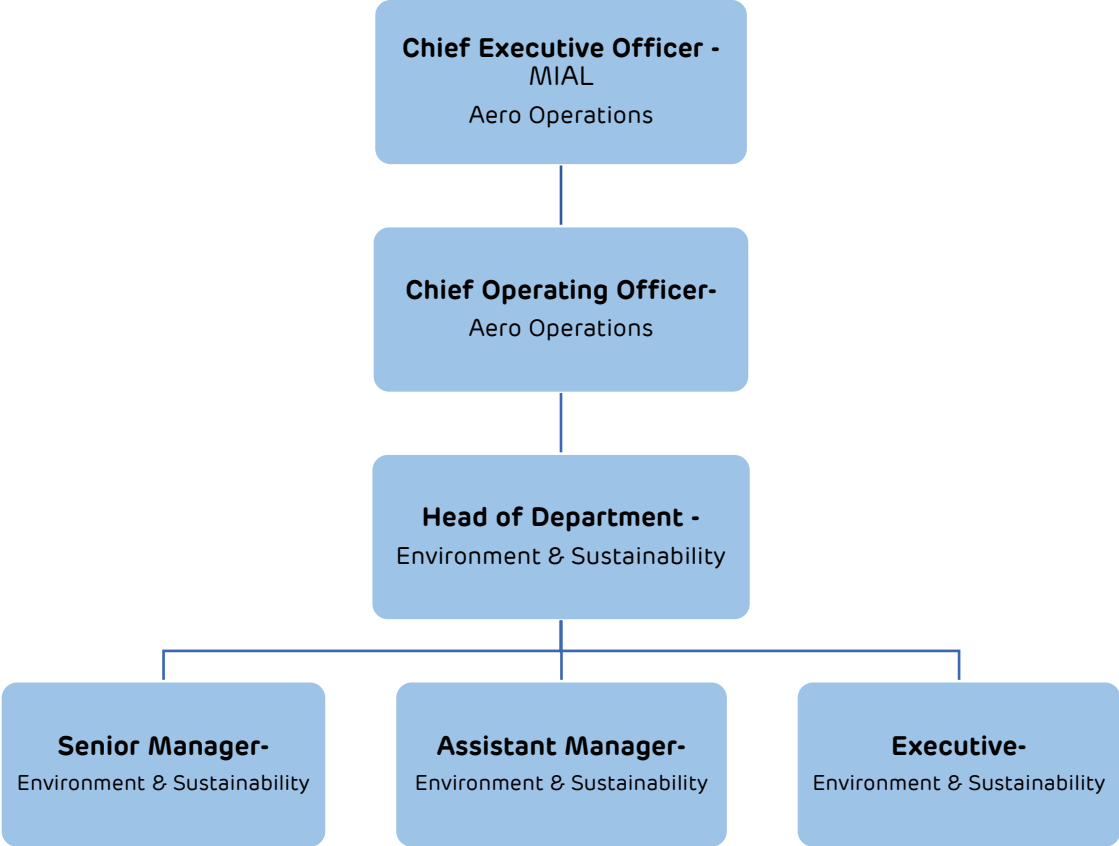 Chief Executive Officer -
MIAL
Aero Operations
Chief Operating Officer-
Aero Operations
Head of Department -
Environment & Sustainability
Senior Manager-
Environment & Sustainability
Assistant Manager-
Environment & Sustainability
Executive-
Environment & Sustainability